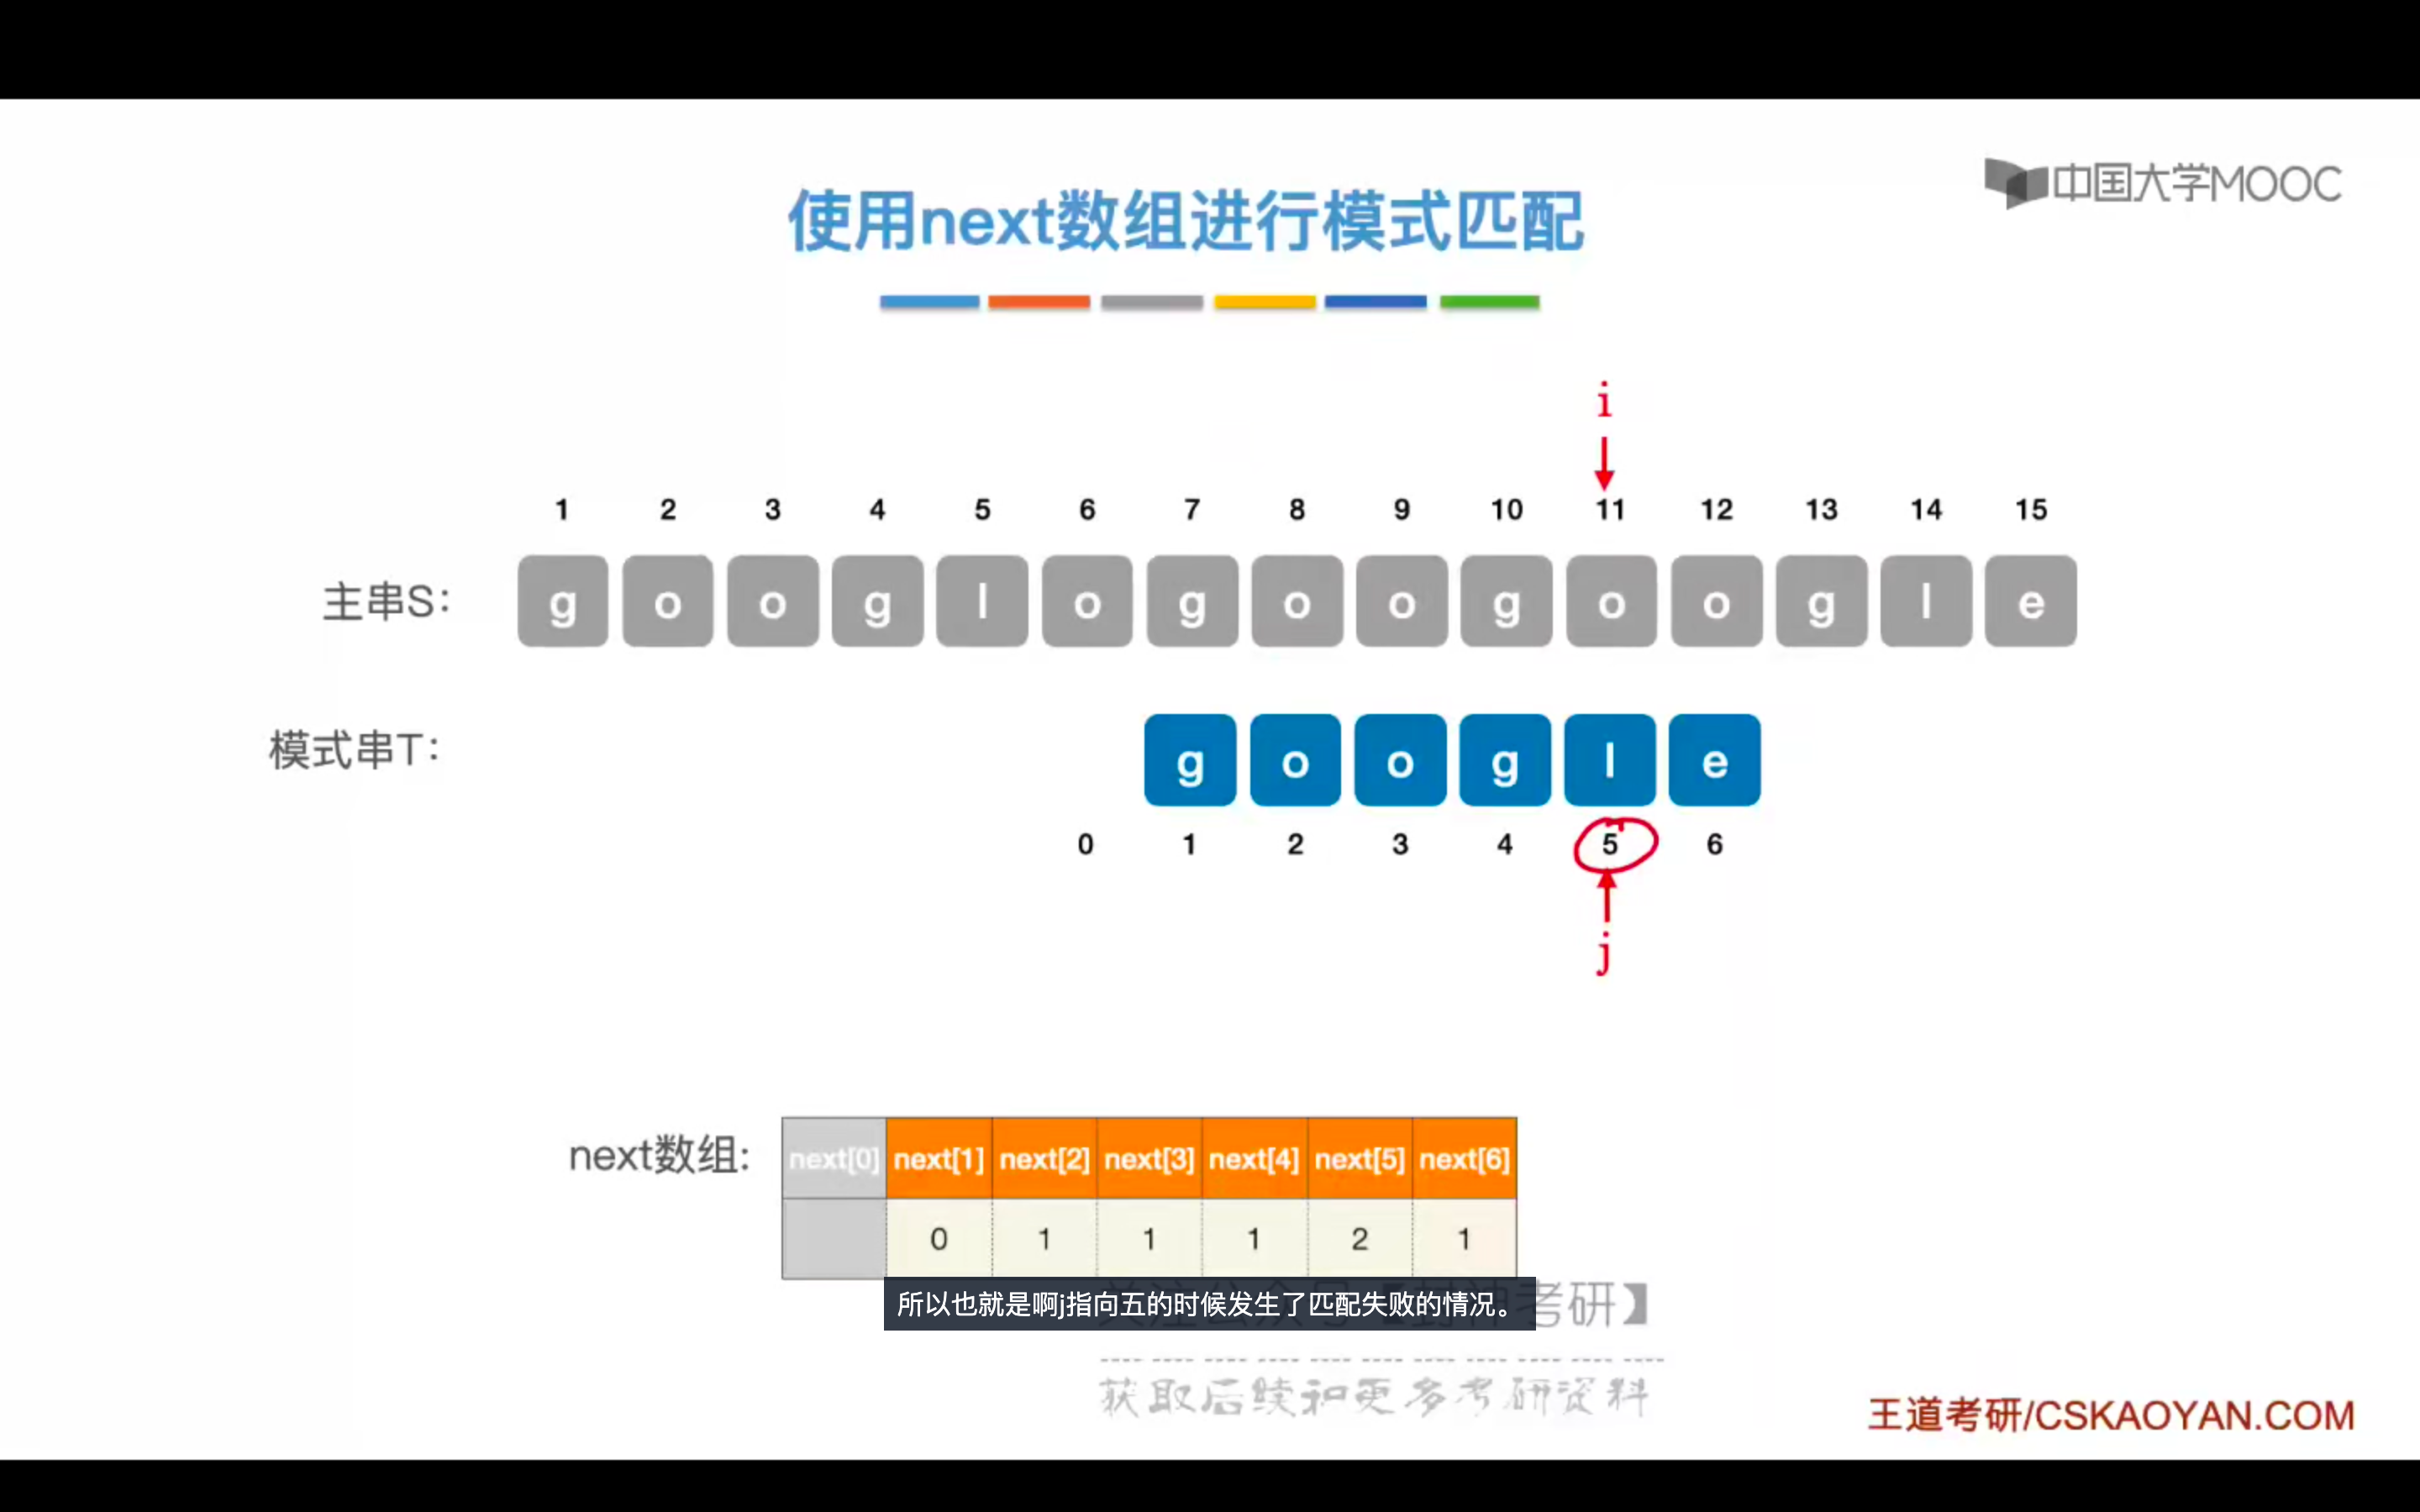 中国大学MOOC
使用next数组进行模式匹配
i
1 2 3 4 5 6 7 8 9 10 11 12 13 14 15
主串S： g o o g l o g o o g o o g l e
模式串T： g o o g l e
0 1 2 3 4 5 6
j
next数组: next[0] next[1] next[2] next[3] next[4] next[5] next[6]
0 1 1 1 2 1
所以也就是啊j指向五的时候发生了匹配失败的情况。
考研】
获取后续和更多考研资料
王道考研/CSKAOYAN.COM